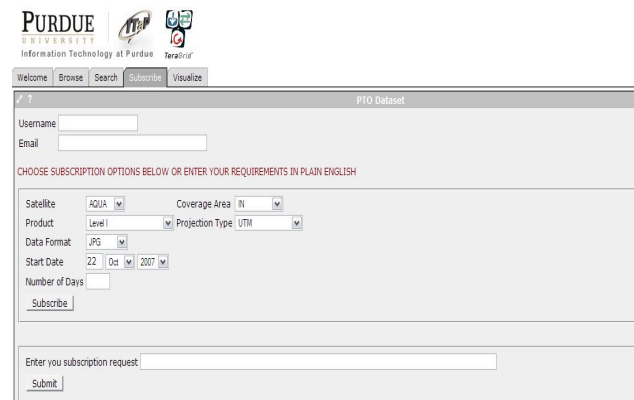 PURDUE
UNIVERSITY
ITaP
Information Technology at Purdue
TeraGrid
Welcome Browse Search Subscribe Visualize
? PTO Dataset
Username
Email
CHOOSE SUBSCRIPTION OPTIONS BELOW OR ENTER YOUR REQUIREMENTS IN PLAIN ENGLISH
Satellite AQUA Coverage Area IN
Product Level I Projection Type UTM
Data Format JPG
Start Date 22 Oct 2007
Number of Days
Subscribe
Enter you subscription request
Submit